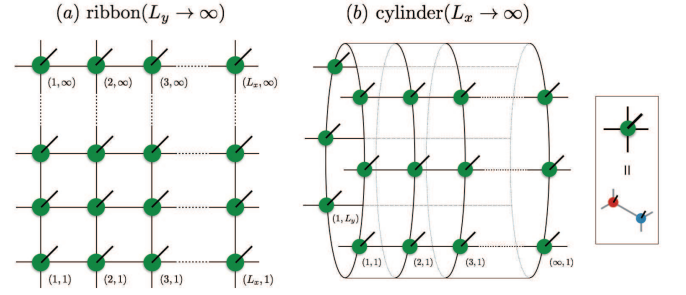 (a) ribbon(L_y → ∞)
(b) cylinder(L_x → ∞)
(1, ∞) (2, ∞) (3, ∞) (L_x, ∞)
(1, L_y)
(1, 1) (2, 1) (3, 1) (L_x, 1)
(1, 1) (2, 1) (3, 1) (∞, 1)
=